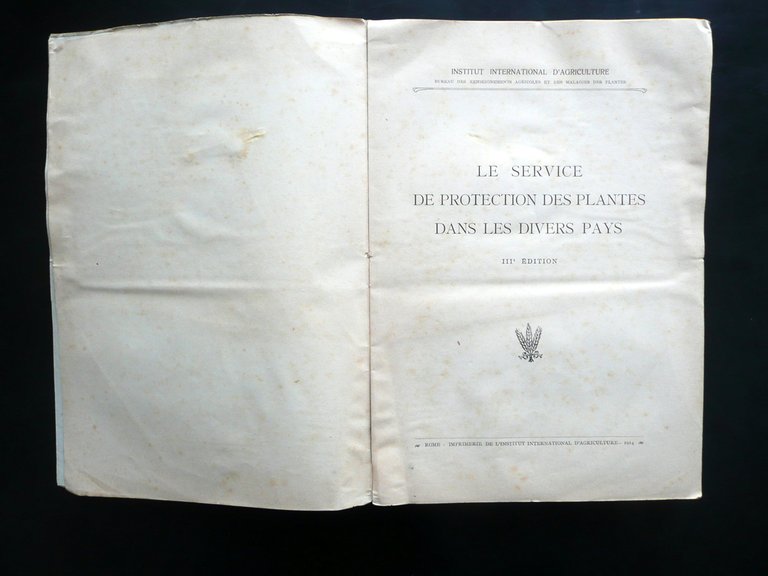 INSTITUT INTERNATIONAL D'AGRICULTURE
BUREAU DES RENSEIGNEMENTS AGRICOLES ET DES MALADIES DES PLANTES
LE SERVICE
DE PROTECTION DES PLANTES
DANS LES DIVERS PAYS
IIIe ÉDITION
ROME - IMPRIMERIE DE L'INSTITUT INTERNATIONAL D'AGRICULTURE - 1914